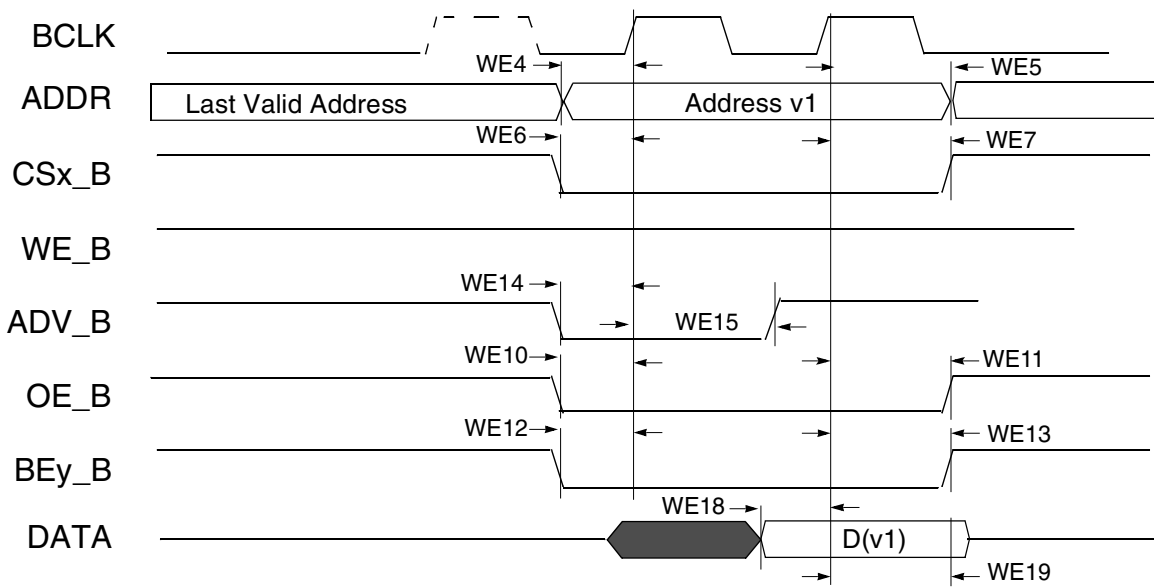 BCLK
WE4
WE5
ADDR
Last Valid Address
Address v1
WE6
WE7
CSx_B
WE_B
WE14
ADV_B
WE15
WE10
WE11
OE_B
WE12
WE13
BEy_B
WE18
DATA
D(v1)
WE19